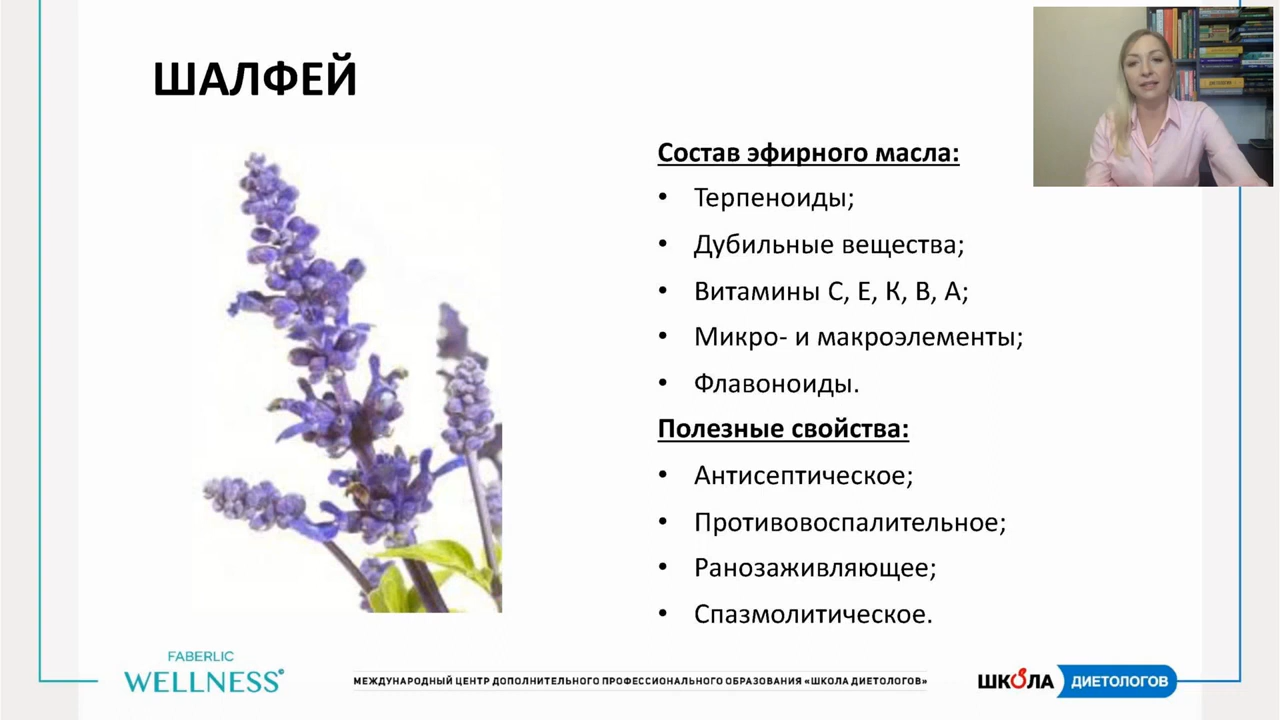 ШАЛФЕЙ
Состав эфирного масла:
• Терпеноиды;
• Дубильные вещества;
• Витамины С, Е, К, В, А;
• Микро- и макроэлементы;
• Флавоноиды.
Полезные свойства:
• Антисептическое;
• Противовоспалительное;
• Ранозаживляющее;
• Спазмолитическое.
FABERLIC
WELLNESS
МЕЖДУНАРОДНЫЙ ЦЕНТР ДОПОЛНИТЕЛЬНОГО ПРОФЕССИОНАЛЬНОГО ОБРАЗОВАНИЯ «ШКОЛА ДИЕТОЛОГОВ»
ШКОЛА ДИЕТОЛОГОВ